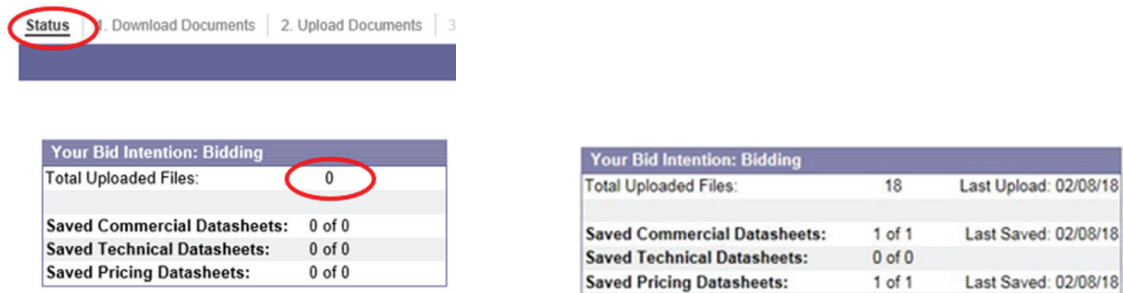 Status 1. Download Documents 2. Upload Documents 3
Your Bid Intention: Bidding
Total Uploaded Files: 0
Saved Commercial Datasheets: 0 of 0
Saved Technical Datasheets: 0 of 0
Saved Pricing Datasheets: 0 of 0
Your Bid Intention: Bidding
Total Uploaded Files: 18 Last Upload: 02/08/18
Saved Commercial Datasheets: 1 of 1 Last Saved: 02/08/18
Saved Technical Datasheets: 0 of 0
Saved Pricing Datasheets: 1 of 1 Last Saved: 02/08/18